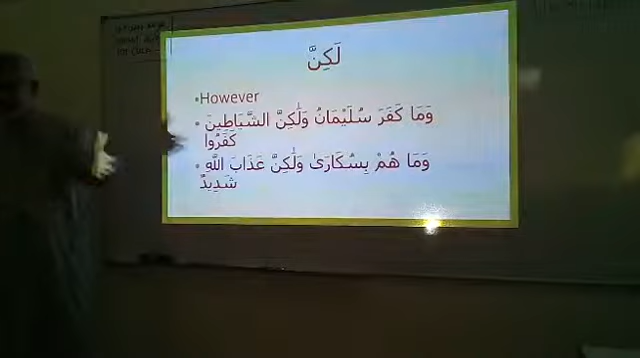 لَكِنَّ
•However
• وَمَا كَفَرَ سُلَيْمَانُ وَلَٰكِنَّ الشَّيَاطِينَ
كَفَرُوا
• وَمَا هُمْ بِسُكَارَىٰ وَلَٰكِنَّ عَذَابَ اللَّهِ
شَدِيدٌ